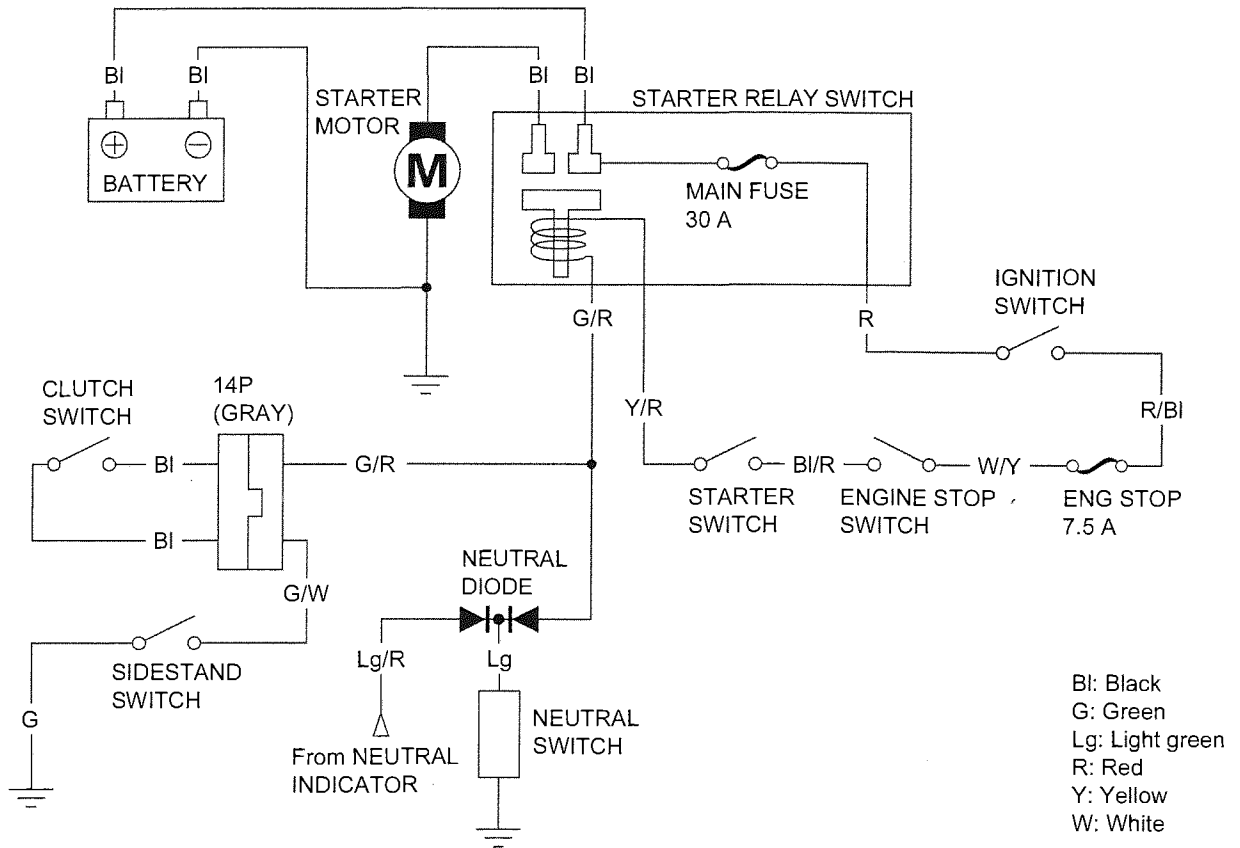 Bl
Bl
Bl
Bl
STARTER
MOTOR
STARTER RELAY SWITCH
+
−
BATTERY
M
MAIN FUSE
30 A
IGNITION
SWITCH
G/R
R
CLUTCH
SWITCH
14P
(GRAY)
Y/R
R/Bl
Bl
G/R
Bl/R
W/Y
STARTER
SWITCH
ENGINE STOP
SWITCH
ENG STOP
7.5 A
Bl
NEUTRAL
DIODE
G/W
Lg/R
Lg
SIDESTAND
SWITCH
G
NEUTRAL
SWITCH
From NEUTRAL
INDICATOR
Bl: Black
G: Green
Lg: Light green
R: Red
Y: Yellow
W: White